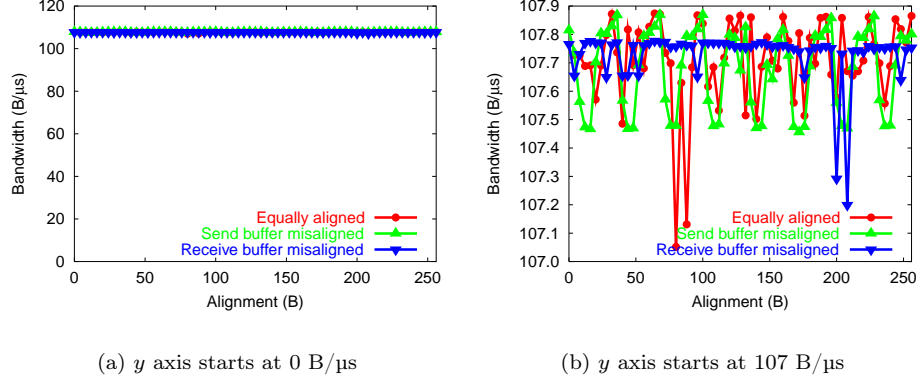 Bandwidth (B/µs)
120
100
80
60
40
20
0
Equally aligned
Send buffer misaligned
Receive buffer misaligned
0 50 100 150 200 250
Alignment (B)
(a) y axis starts at 0 B/µs
Bandwidth (B/µs)
107.9
107.8
107.7
107.6
107.5
107.4
107.3
107.2
107.1
107.0
Equally aligned
Send buffer misaligned
Receive buffer misaligned
0 50 100 150 200 250
Alignment (B)
(b) y axis starts at 107 B/µs